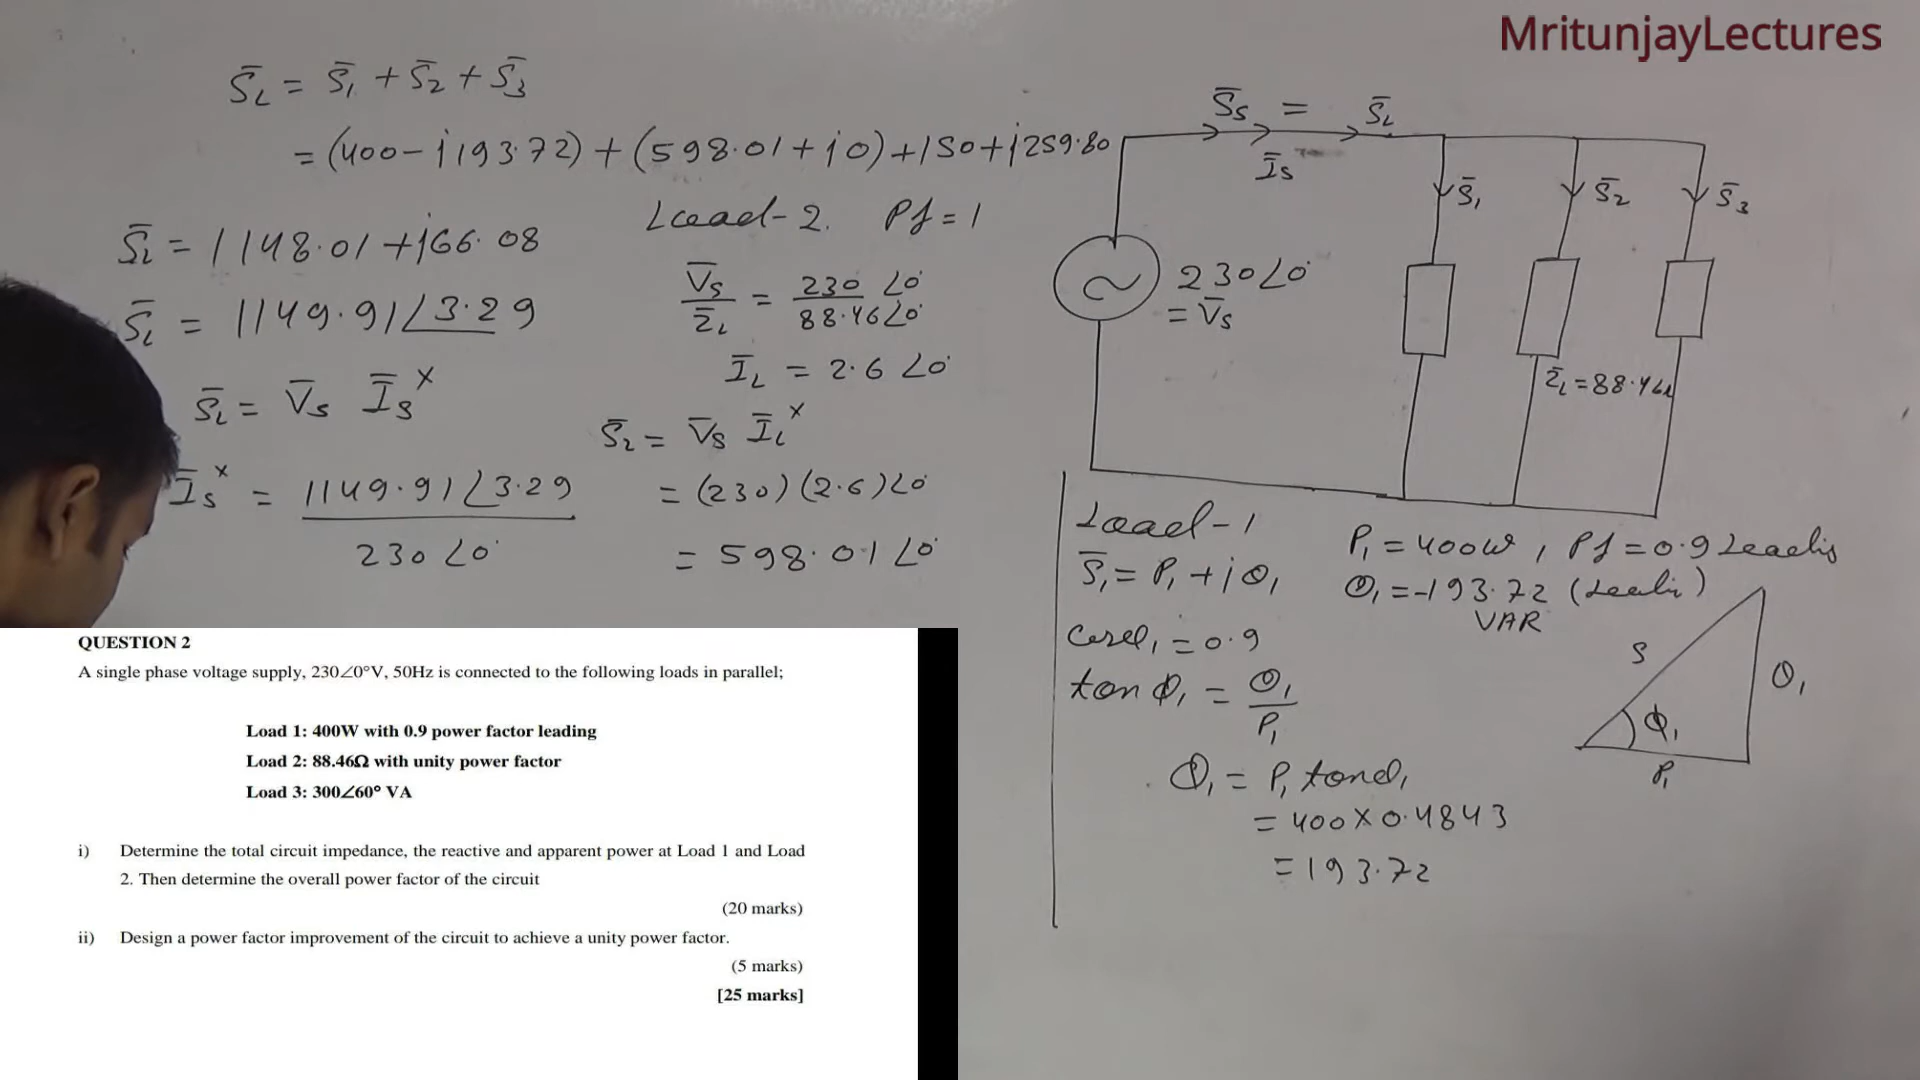 MritunjayLectures
S̄L = S̄1 + S̄2 + S̄3
= (400 - j193.72) + (598.01 + j0) + 150 + j259.80
S̄L = 1148.01 + j66.08
S̄L = 1149.91∠3.29
S̄L = V̄s Īs*
Īs* = 1149.91∠3.29
230∠0°
Load-2. Pf = 1
V̄s / Z̄L = 230∠0° / 88.46∠0°
ĪL = 2.6∠0°
S̄2 = V̄s ĪL*
= (230)(2.6)∠0°
= 598.01∠0°
S̄s = S̄L
Īs
S̄1
S̄2
S̄3
230∠0°
= V̄s
Z̄L = 88.46Ω
Load-1
P1 = 400W, Pf = 0.9 Leading
S̄1 = P1 + jQ1
Q1 = -193.72 (Leading)
VAR
cosφ1 = 0.9
tanφ1 = Q1 / P1
S
Q1
φ1
P1
Q1 = P1 tanφ1
= 400 × 0.4843
= 193.72
QUESTION 2
A single phase voltage supply, 230∠0°V, 50Hz is connected to the following loads in parallel;
Load 1: 400W with 0.9 power factor leading
Load 2: 88.46Ω with unity power factor
Load 3: 300∠60° VA
i) Determine the total circuit impedance, the reactive and apparent power at Load 1 and Load
2. Then determine the overall power factor of the circuit
(20 marks)
ii) Design a power factor improvement of the circuit to achieve a unity power factor.
(5 marks)
[25 marks]